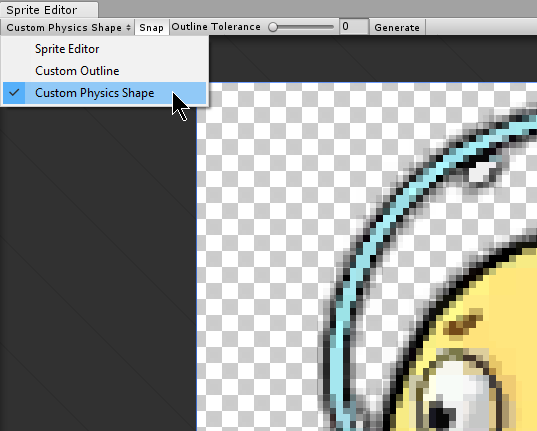 Sprite Editor
Custom Physics Shape Snap Outline Tolerance 0 Generate
Sprite Editor
Custom Outline
Custom Physics Shape